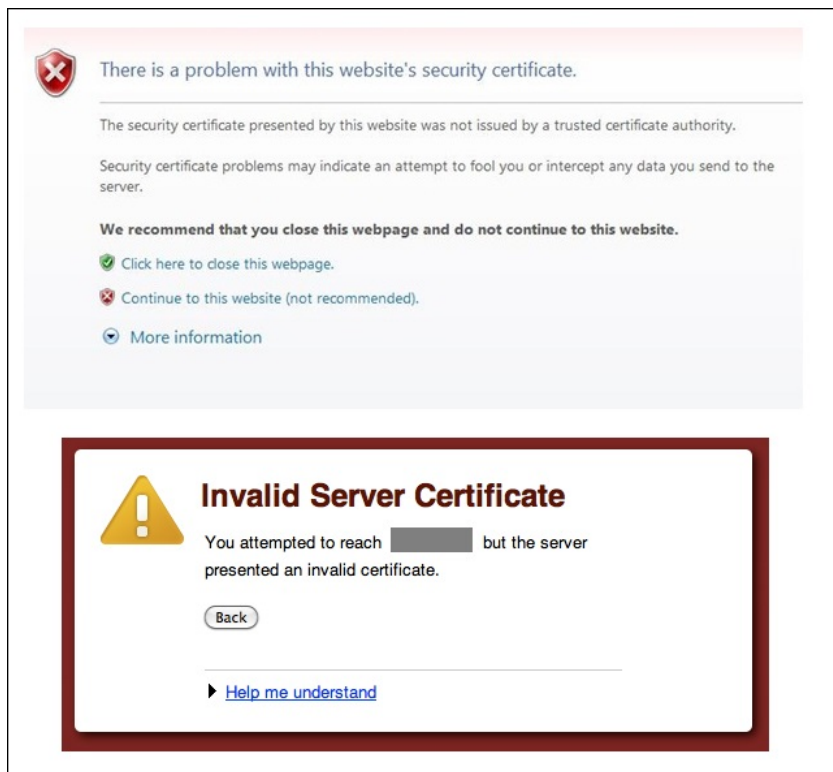 There is a problem with this website's security certificate.
The security certificate presented by this website was not issued by a trusted certificate authority.
Security certificate problems may indicate an attempt to fool you or intercept any data you send to the
server.
We recommend that you close this webpage and do not continue to this website.
Click here to close this webpage.
Continue to this website (not recommended).
More information
Invalid Server Certificate
You attempted to reach but the server
presented an invalid certificate.
Back
Help me understand